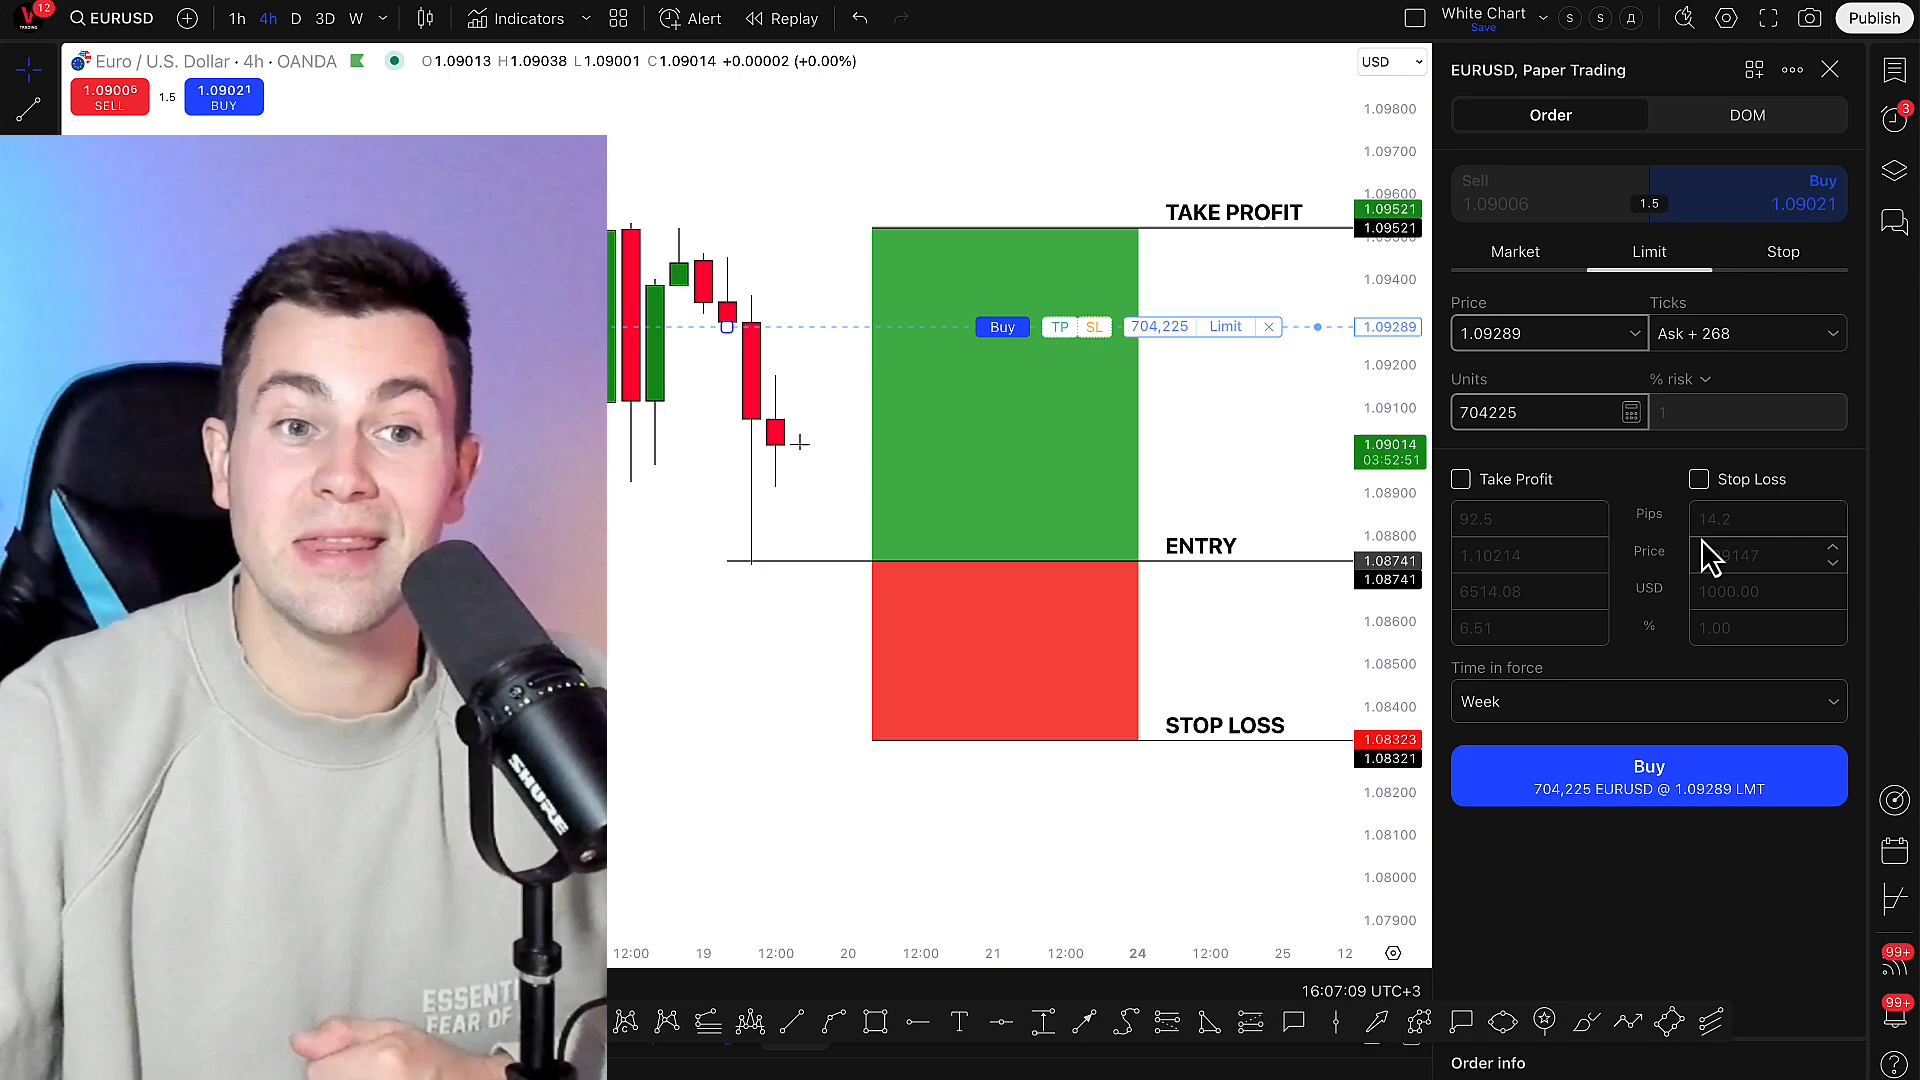 12
EURUSD
1h 4h D 3D W
Indicators
Alert
Replay
White Chart
Save
S S Д
Publish
Euro / U.S. Dollar · 4h · OANDA
O1.09013 H1.09038 L1.09001 C1.09014 +0.00002 (+0.00%)
USD
1.09006
SELL
1.5
1.09021
BUY
1.09800
1.09700
1.09600
1.09521
1.09521
1.09400
1.09289
1.09200
1.09100
1.09014
03:52:51
1.08900
1.08800
1.08741
1.08741
1.08600
1.08500
1.08400
1.08323
1.08321
1.08200
1.08100
1.08000
1.07900
TAKE PROFIT
Buy TP SL 704,225 Limit
ENTRY
STOP LOSS
12:00 19 12:00 20 12:00 21 12:00 24 12:00 25 12
16:07:09 UTC+3
SHURE
ESSENTI
FEAR OF
EURUSD, Paper Trading
Order DOM
Sell
1.09006
1.5
Buy
1.09021
Market Limit Stop
Price Ticks
1.09289 Ask + 268
Units % risk
704225 1
Take Profit Stop Loss
92.5 Pips 14.2
1.10214 Price 9147
6514.08 USD 1000.00
6.51 % 1.00
Time in force
Week
Buy
704,225 EURUSD @ 1.09289 LMT
Order info
3
99+
99+